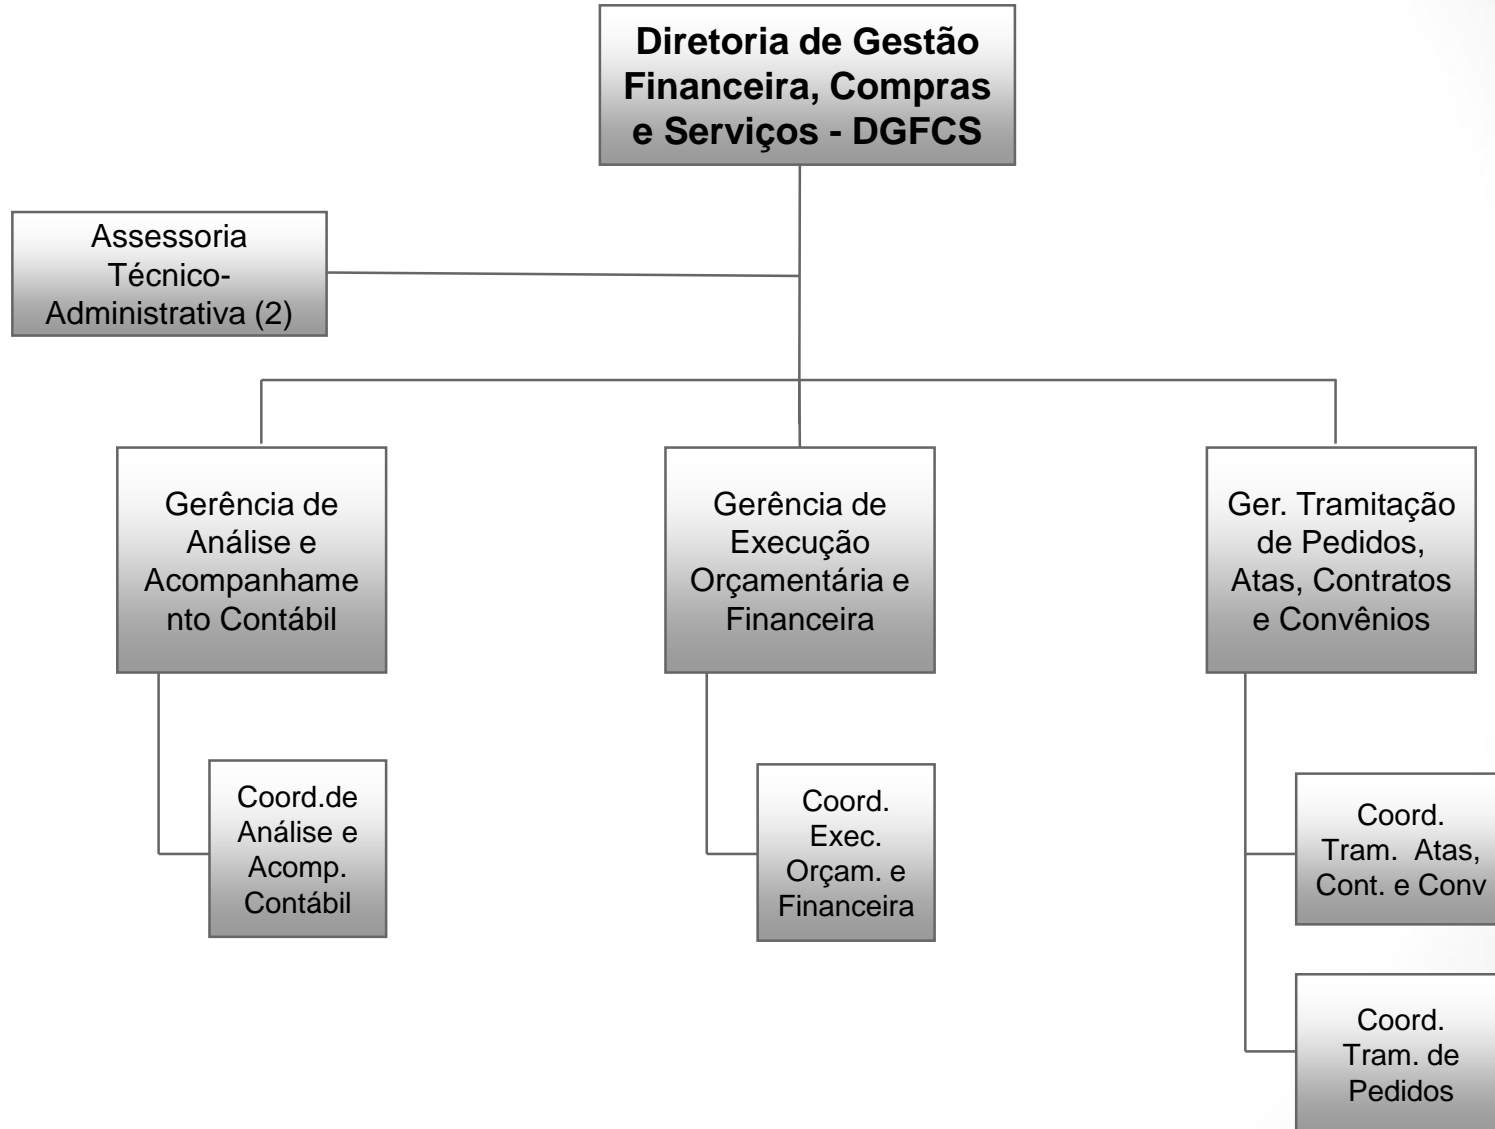 Diretoria de Gestão
Financeira, Compras
e Serviços - DGFCS
Assessoria
Técnico-
Administrativa (2)
Gerência de
Análise e
Acompanhame
nto Contábil
Gerência de
Execução
Orçamentária e
Financeira
Ger. Tramitação
de Pedidos,
Atas, Contratos
e Convênios
Coord.de
Análise e
Acomp.
Contábil
Coord.
Exec.
Orçam. e
Financeira
Coord.
Tram. Atas,
Cont. e Conv
Coord.
Tram. de
Pedidos